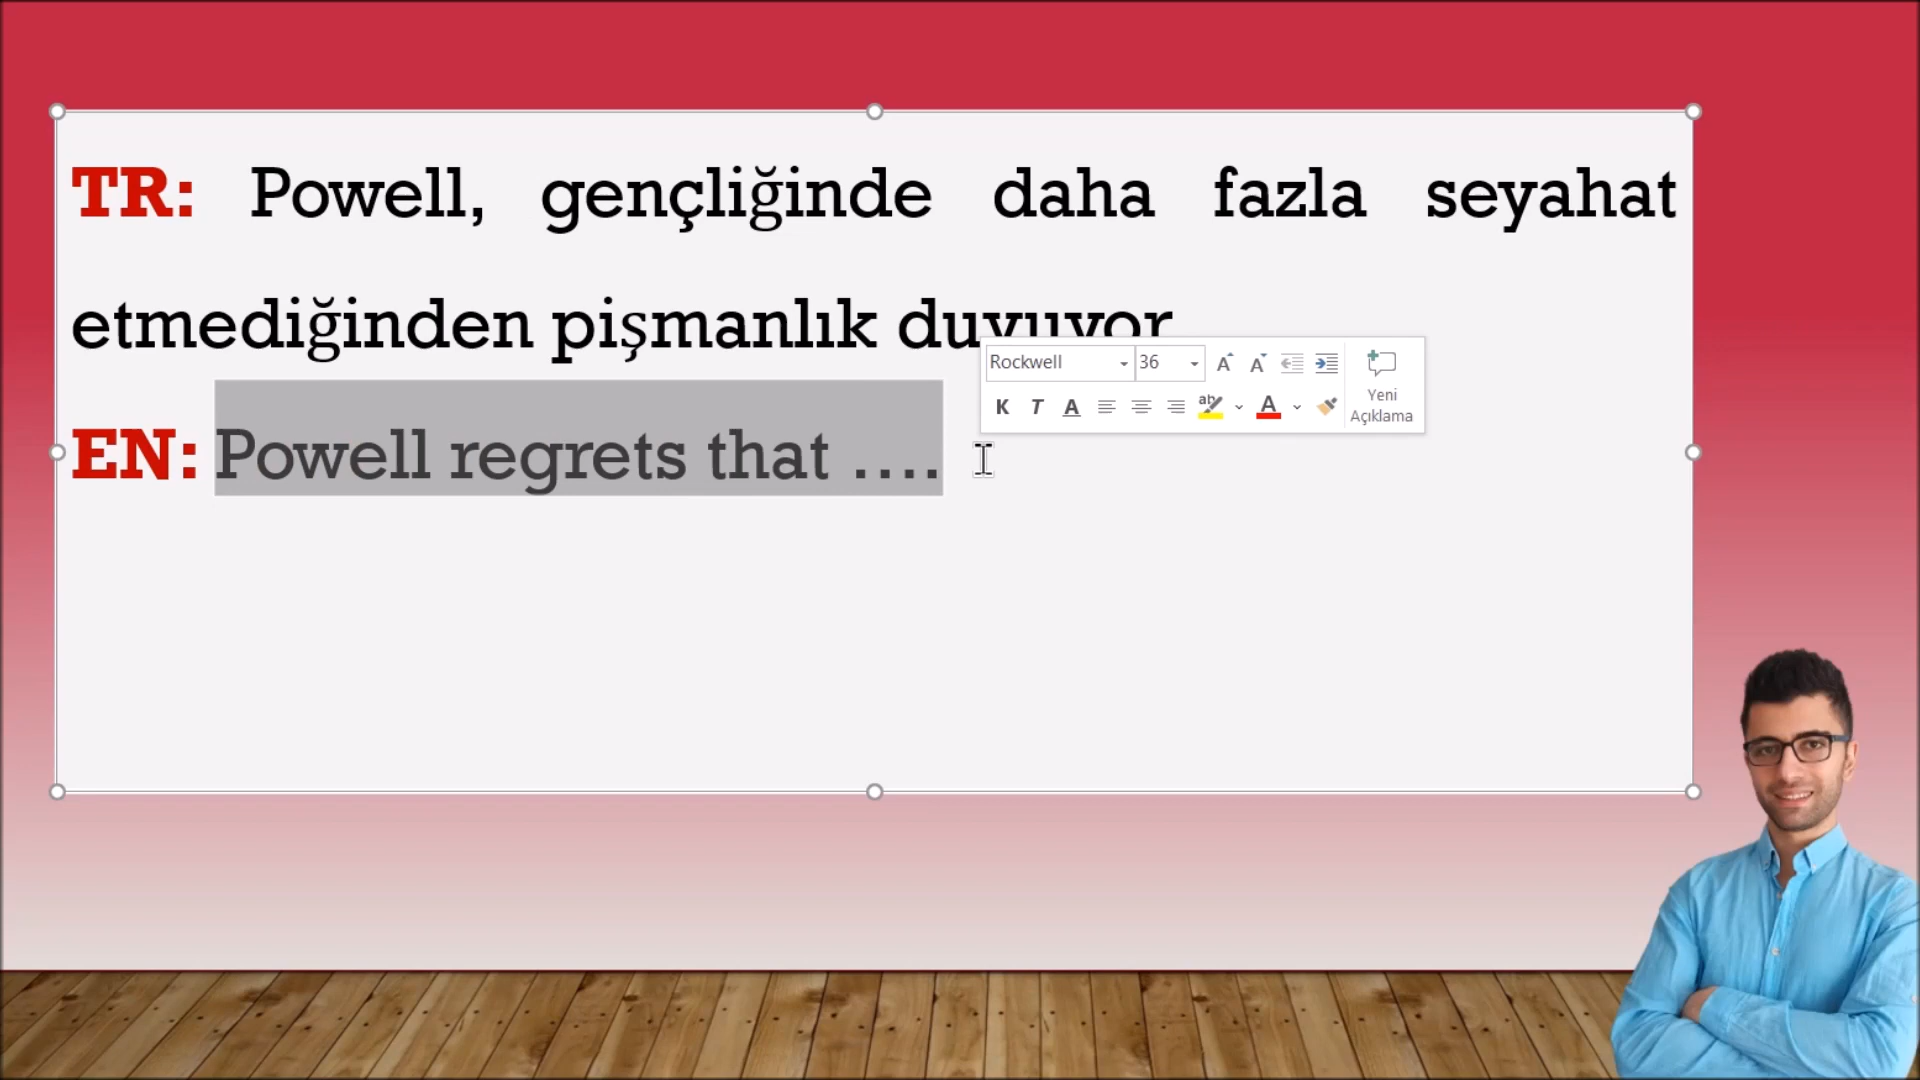 TR: Powell, gençliğinde daha fazla seyahat
etmediğinden pişmanlık duyuyor
EN: Powell regrets that ....
Rockwell 36
K T A
Yeni
Açıklama